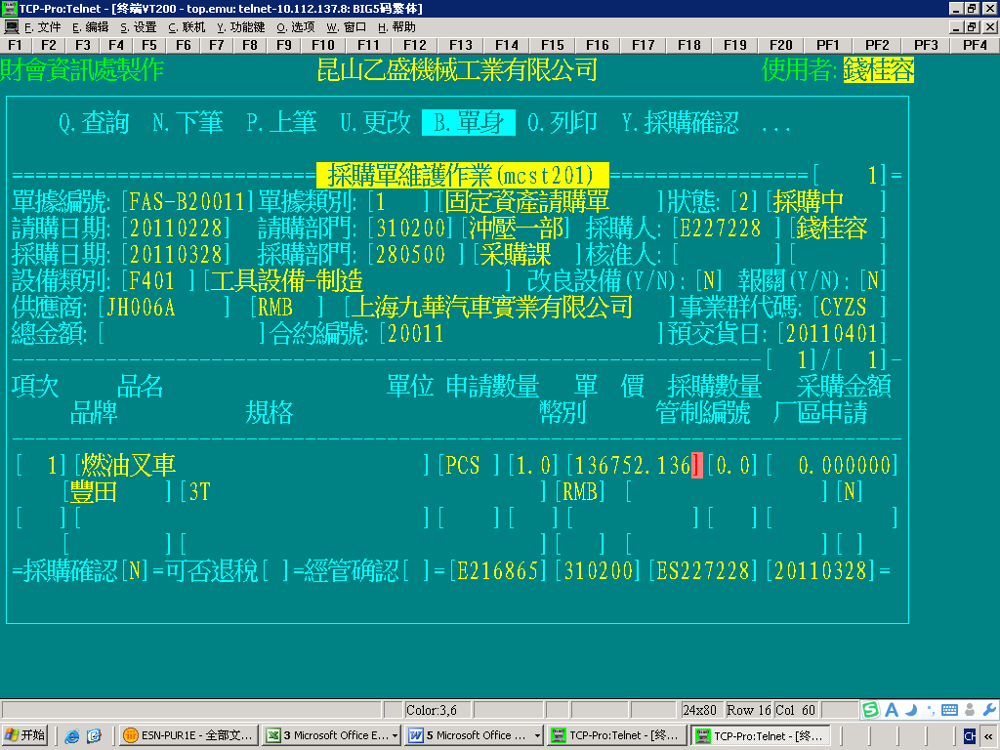 TCP-Pro:Telnet - [终端VT200 - top.emu: telnet-10.112.137.8: BIG5码繁体]
F. 文件 E. 编辑 S. 设置 C. 联机 Y. 功能键 O. 选项 W. 窗口 H. 帮助
F1 F2 F3 F4 F5 F6 F7 F8 F9 F10 F11 F12 F13 F14 F15 F16 F17 F18 F19 F20 PF1 PF2 PF3 PF4
財會資訊處製作 昆山乙盛機械工業有限公司 使用者: 錢桂容
Q.查詢 N.下筆 P.上筆 U.更改 B.單身 O.列印 Y.採購確認 ...
==========================採購單維護作業(mcst201)=================[ 1]=
單據編號:[FAS-B20011]單據類別:[1 ][固定資產請購單 ]狀態:[2][採購中 ]
請購日期:[20110228] 請購部門:[310200][沖壓一部] 採購人:[E227228 ][錢桂容 ]
採購日期:[20110328] 採購部門:[280500 ][采購課 ]核准人:[ ][ ]
設備類別:[F401 ][工具設備-制造 ] 改良設備(Y/N):[N] 報關(Y/N):[N]
供應商:[JH006A ] [RMB ] [上海九華汽車實業有限公司 ]事業群代碼:[CYZS ]
總金額:[ ]合約編號:[20011 ]預交貨日:[20110401]
----------------------------------------------------------------[ 1]/[ 1]-
項次 品名 單位 申請數量 單 價 採購數量 采購金額
品牌 規格 幣別 管制編號 厂區申請
----------------------------------------------------------------------------
[ 1][燃油叉車 ][PCS ][1.0][136752.136][0.0][ 0.000000]
[豐田 ][3T ][RMB] [ ][N]
[ ][ ][ ][ ][ ][ ][ ]
[ ][ ][ ] [ ][ ]
=採購確認[N]=可否退稅[ ]=經管确認[ ]=[E216865][310200][ES227228][20110328]=
Color:3,6 24x80 Row 16 Col 60
开始 ESN-PUR1E - 全部文... 3 Microsoft Office E... 5 Microsoft Office ... TCP-Pro:Telnet - [终... TCP-Pro:Telnet - [终... CH «